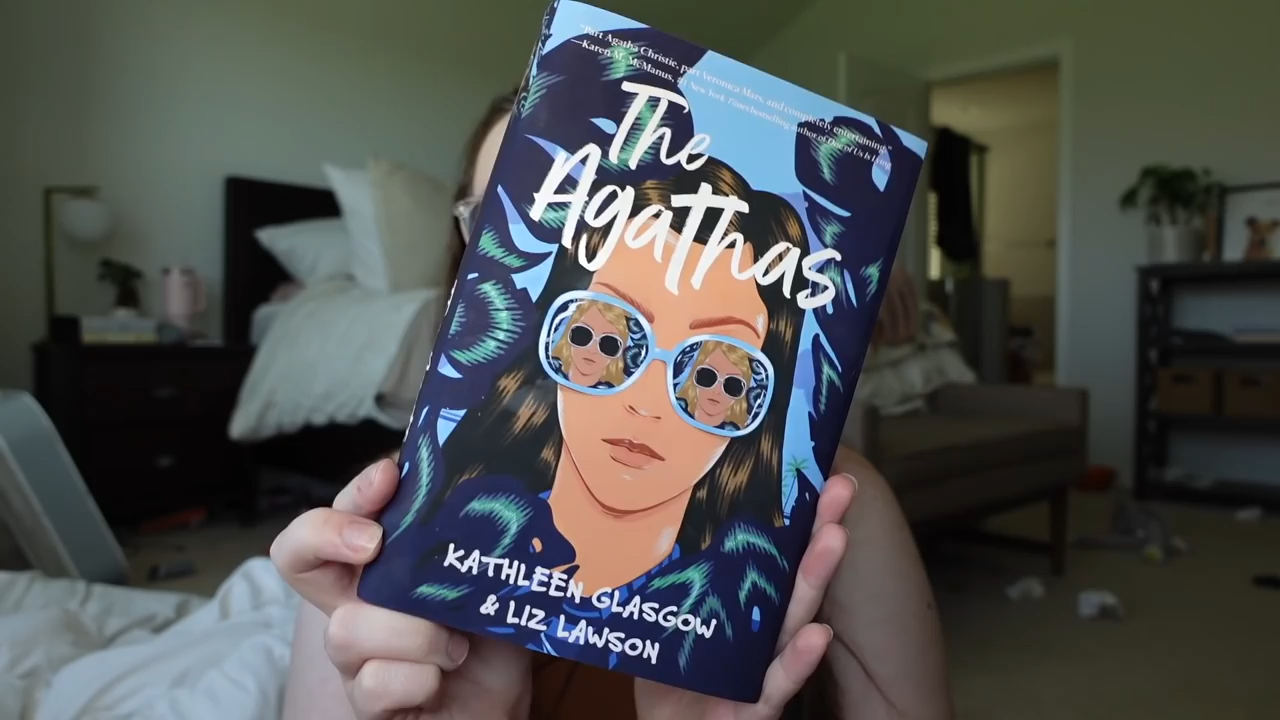 "Part Agatha Christie, part Veronica Mars, and completely entertaining."
—Karen M. McManus, #1 New York Times bestselling author of One of Us Is Lying
The
Agathas
KATHLEEN GLASGOW
& LIZ LAWSON